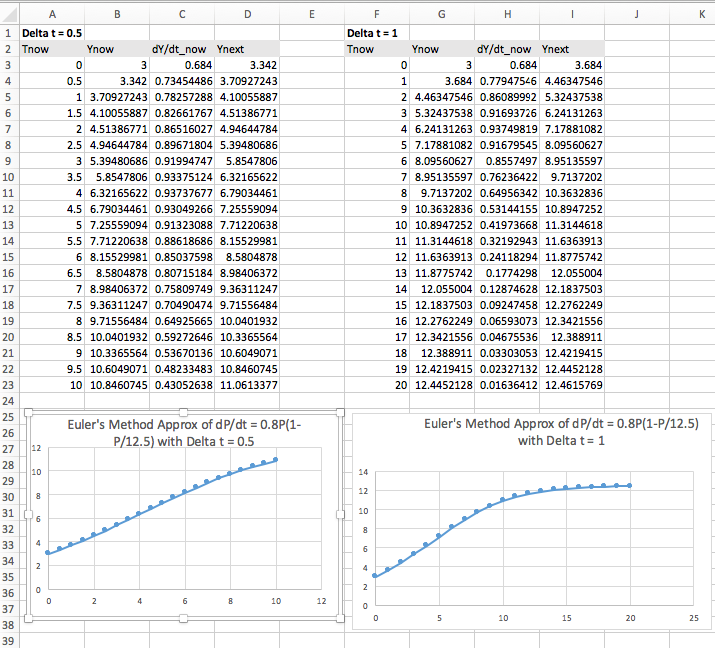 A B C D E F G H I J K
1 Delta t = 0.5 Delta t = 1
2 Tnow Ynow dY/dt_now Ynext Tnow Ynow dY/dt_now Ynext
3 0 3 0.684 3.342 0 3 0.684 3.684
4 0.5 3.342 0.73454486 3.70927243 1 3.684 0.77947546 4.46347546
5 1 3.70927243 0.78257288 4.10055887 2 4.46347546 0.86089992 5.32437538
6 1.5 4.10055887 0.82661767 4.51386771 3 5.32437538 0.91693726 6.24131263
7 2 4.51386771 0.86516027 4.94644784 4 6.24131263 0.93749819 7.17881082
8 2.5 4.94644784 0.89671804 5.39480686 5 7.17881082 0.91679545 8.09560627
9 3 5.39480686 0.91994747 5.8547806 6 8.09560627 0.8557497 8.95135597
10 3.5 5.8547806 0.93375124 6.32165622 7 8.95135597 0.76236422 9.7137202
11 4 6.32165622 0.93737677 6.79034461 8 9.7137202 0.64956342 10.3632836
12 4.5 6.79034461 0.93049266 7.25559094 9 10.3632836 0.53144155 10.8947252
13 5 7.25559094 0.91323088 7.71220638 10 10.8947252 0.41973668 11.3144618
14 5.5 7.71220638 0.88618686 8.15529981 11 11.3144618 0.32192943 11.6363913
15 6 8.15529981 0.85037598 8.5804878 12 11.6363913 0.24118294 11.8775742
16 6.5 8.5804878 0.80715184 8.98406372 13 11.8775742 0.1774298 12.055004
17 7 8.98406372 0.75809749 9.36311247 14 12.055004 0.12874628 12.1837503
18 7.5 9.36311247 0.70490474 9.71556484 15 12.1837503 0.09247458 12.2762249
19 8 9.71556484 0.64925665 10.0401932 16 12.2762249 0.06593073 12.3421556
20 8.5 10.0401932 0.59272646 10.3365564 17 12.3421556 0.04675536 12.388911
21 9 10.3365564 0.53670136 10.6049071 18 12.388911 0.03303053 12.4219415
22 9.5 10.6049071 0.48233483 10.8460745 19 12.4219415 0.02327132 12.4452128
23 10 10.8460745 0.43052638 11.0613377 20 12.4452128 0.01636412 12.4615769
24
25
26
27
28
29
30
31
32
33
34
35
36
37
38
39
Euler's Method Approx of dP/dt = 0.8P(1-
P/12.5) with Delta t = 0.5
12
10
8
6
4
2
0
0 2 4 6 8 10 12
Euler's Method Approx of dP/dt = 0.8P(1-P/12.5)
with Delta t = 1
14
12
10
8
6
4
2
0
0 5 10 15 20 25